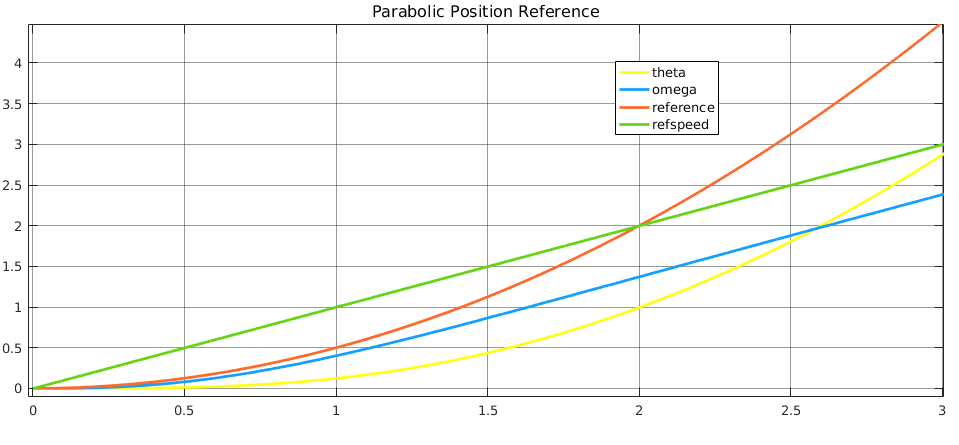 Parabolic Position Reference
theta
omega
reference
refspeed
4
3.5
3
2.5
2
1.5
1
0.5
0
0 0.5 1 1.5 2 2.5 3